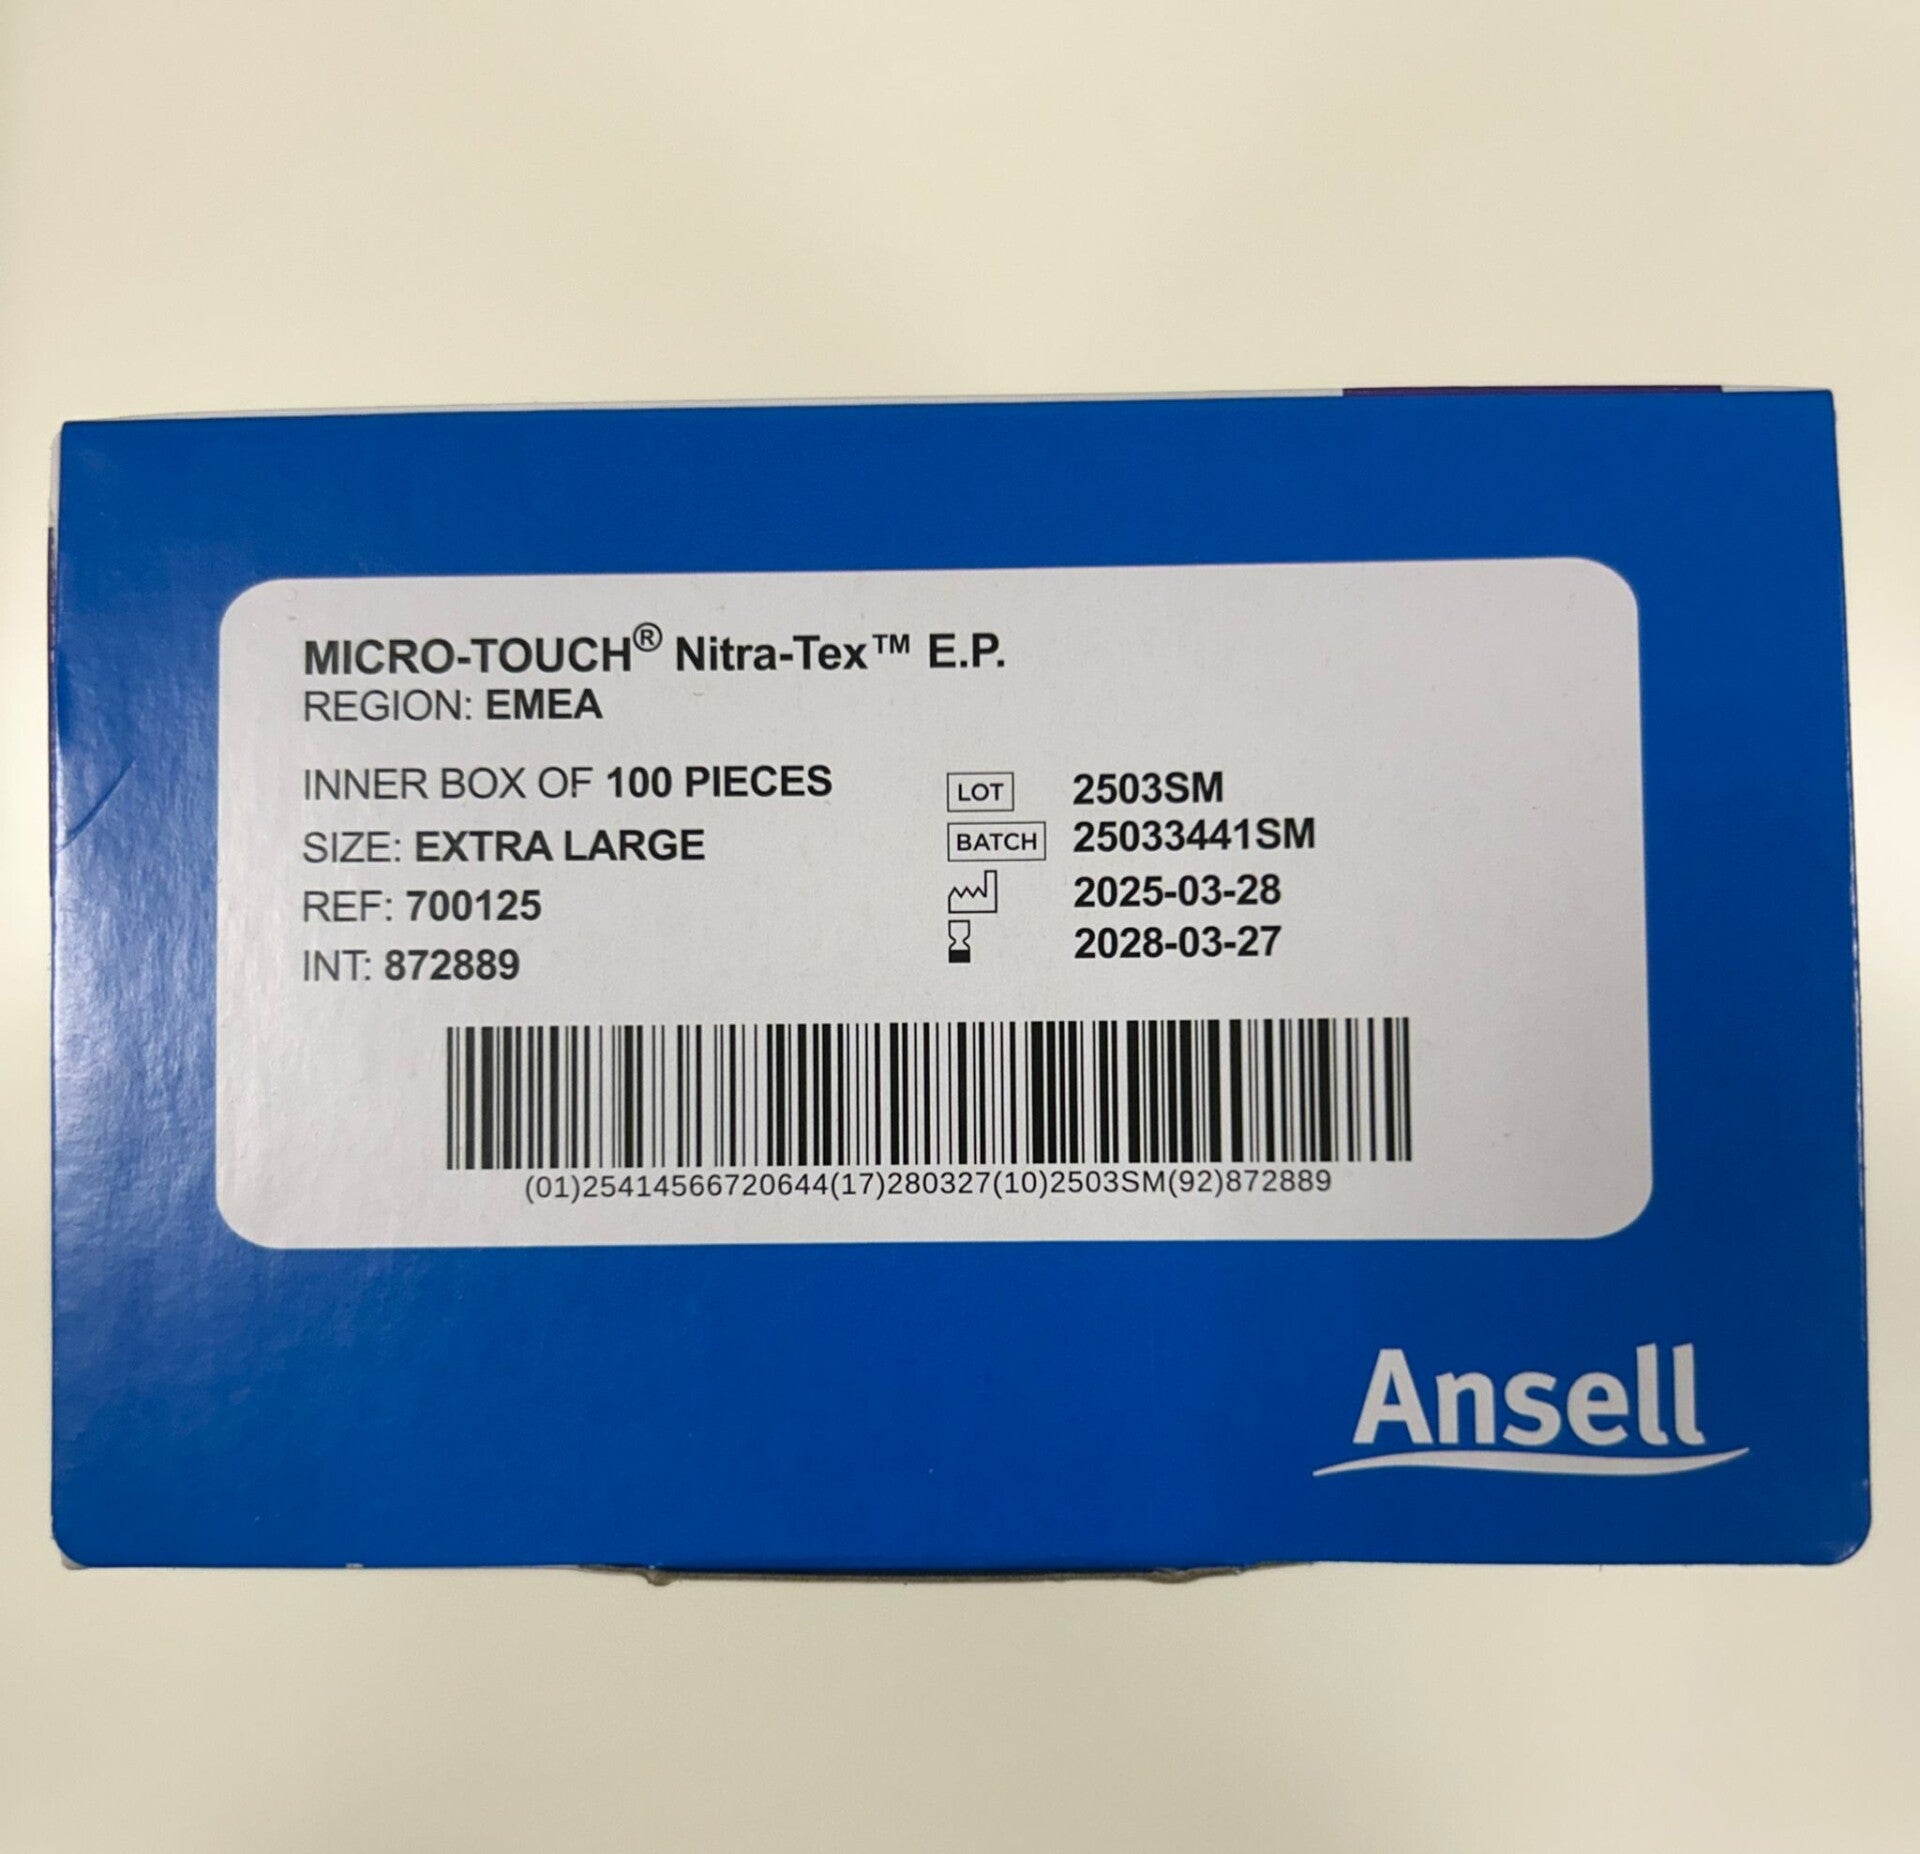 MICRO-TOUCH® Nitra-Tex™ E.P.
REGION: EMEA
INNER BOX OF 100 PIECES
SIZE: EXTRA LARGE
REF: 700125
INT: 872889
LOT 2503SM
BATCH 25033441SM
2025-03-28
2028-03-27
(01)25414566720644(17)280327(10)2503SM(92)872889
Ansell